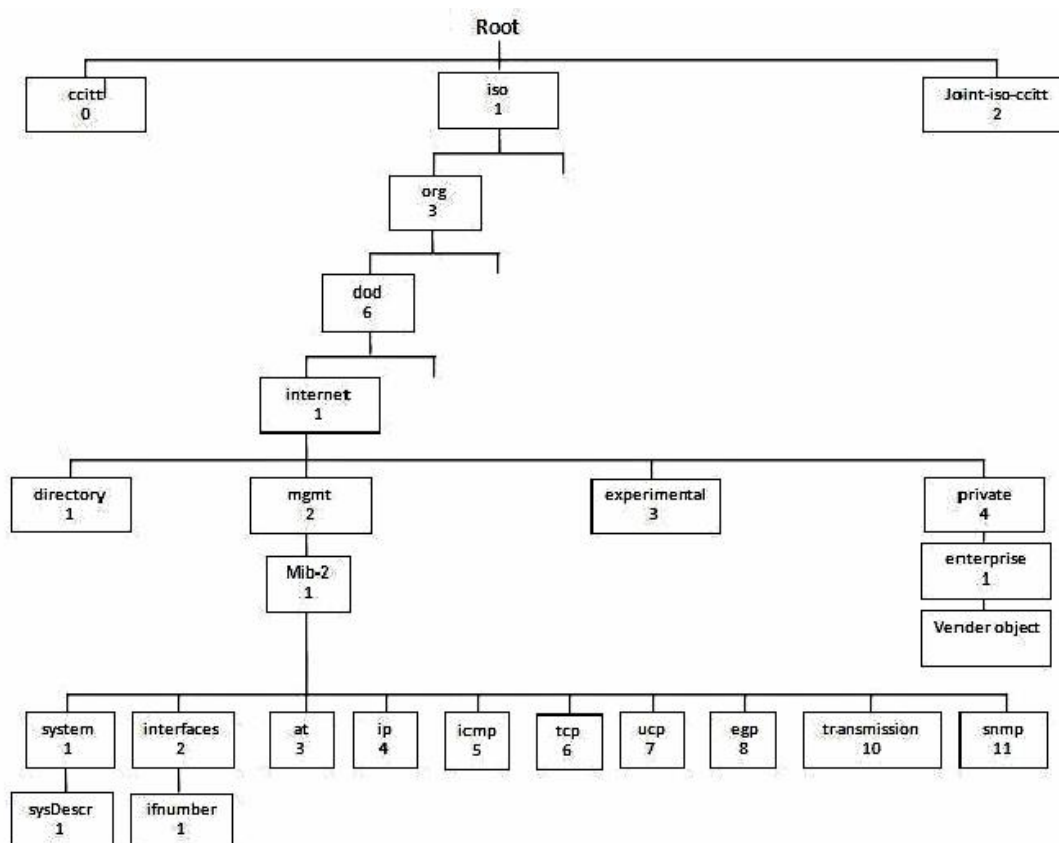 Root
ccitt
0
iso
1
Joint-iso-ccitt
2
org
3
dod
6
internet
1
directory
1
mgmt
2
experimental
3
private
4
Mib-2
1
enterprise
1
Vender object
system
1
interfaces
2
at
3
ip
4
icmp
5
tcp
6
ucp
7
egp
8
transmission
10
snmp
11
sysDescr
1
ifnumber
1